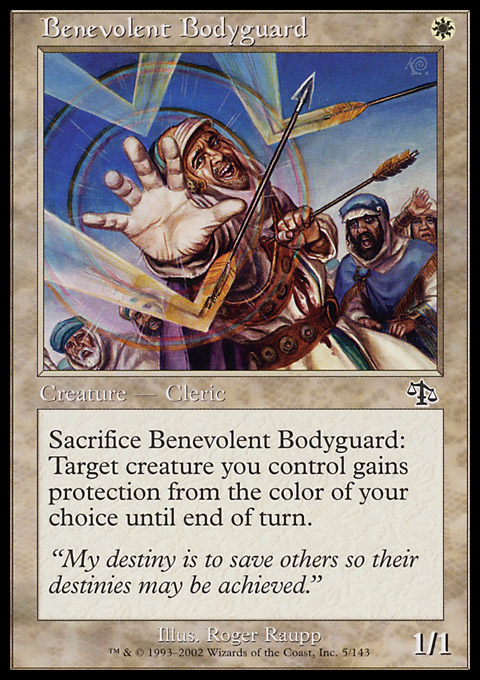 Benevolent Bodyguard
Creature — Cleric
Sacrifice Benevolent Bodyguard:
Target creature you control gains
protection from the color of your
choice until end of turn.
“My destiny is to save others so their
destinies may be achieved.”
Illus. Roger Raupp
1/1
™ & © 1993–2002 Wizards of the Coast, Inc. 5/143